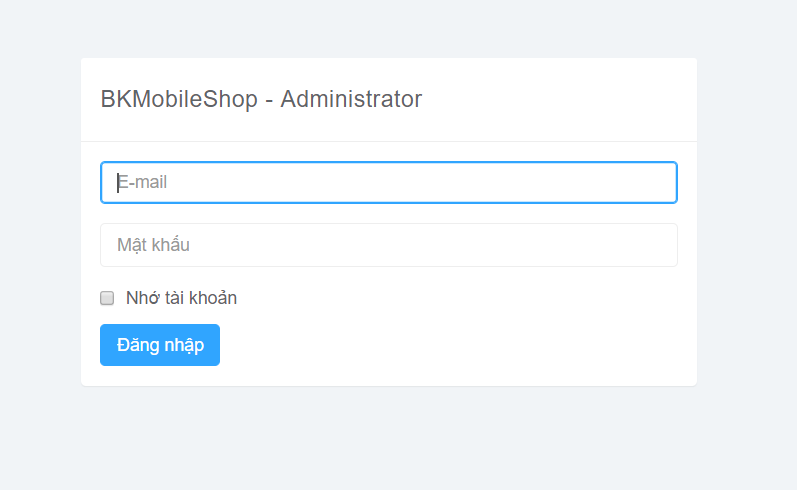 BKMobileShop - Administrator
E-mail
Mật khẩu
Nhớ tài khoản
Đăng nhập